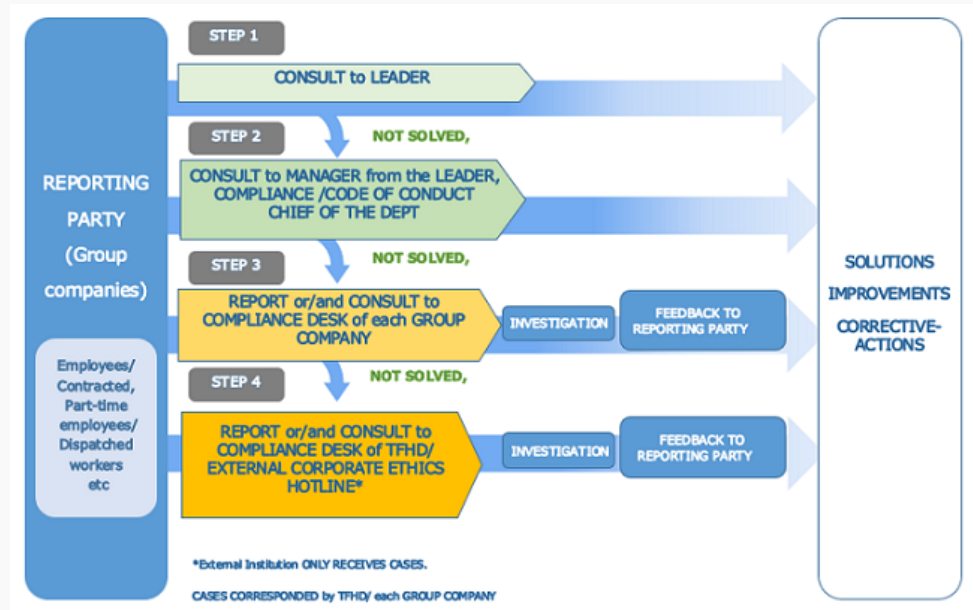 REPORTING
PARTY
(Group
companies)
Employees/
Contracted,
Part-time
employees/
Dispatched
workers
etc
STEP 1
CONSULT to LEADER
STEP 2
NOT SOLVED,
CONSULT to MANAGER from the LEADER,
COMPLIANCE /CODE OF CONDUCT
CHIEF OF THE DEPT
STEP 3
NOT SOLVED,
REPORT or/and CONSULT to
COMPLIANCE DESK of each GROUP
COMPANY
INVESTIGATION
FEEDBACK TO
REPORTING PARTY
STEP 4
NOT SOLVED,
REPORT or/and CONSULT to
COMPLIANCE DESK of TFHD/
EXTERNAL CORPORATE ETHICS
HOTLINE*
INVESTIGATION
FEEDBACK TO
REPORTING PARTY
SOLUTIONS
IMPROVEMENTS
CORRECTIVE-
ACTIONS
*External Institution ONLY RECEIVES CASES.
CASES CORRESPONDED by TFHD/ each GROUP COMPANY